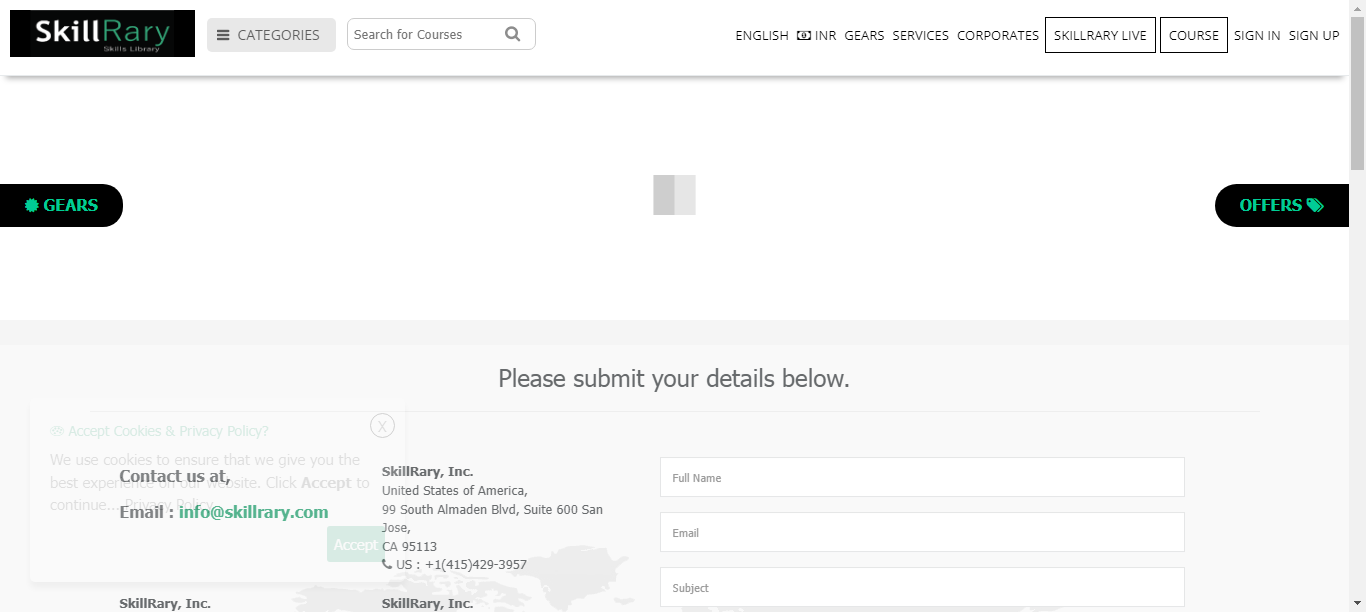 SkillRary
Skills Library
CATEGORIES
Search for Courses
ENGLISH INR GEARS SERVICES CORPORATES SKILLRARY LIVE COURSE SIGN IN SIGN UP
GEARS
OFFERS
Please submit your details below.
X
Accept Cookies & Privacy Policy?
We use cookies to ensure that we give you the
best experience on our website. Click Accept to
continue... Privacy Policy
Accept
Contact us at,
Email : info@skillrary.com
SkillRary, Inc.
United States of America,
99 South Almaden Blvd, Suite 600 San
Jose,
CA 95113
US : +1(415)429-3957
Full Name
Email
Subject
SkillRary, Inc.
SkillRary, Inc.